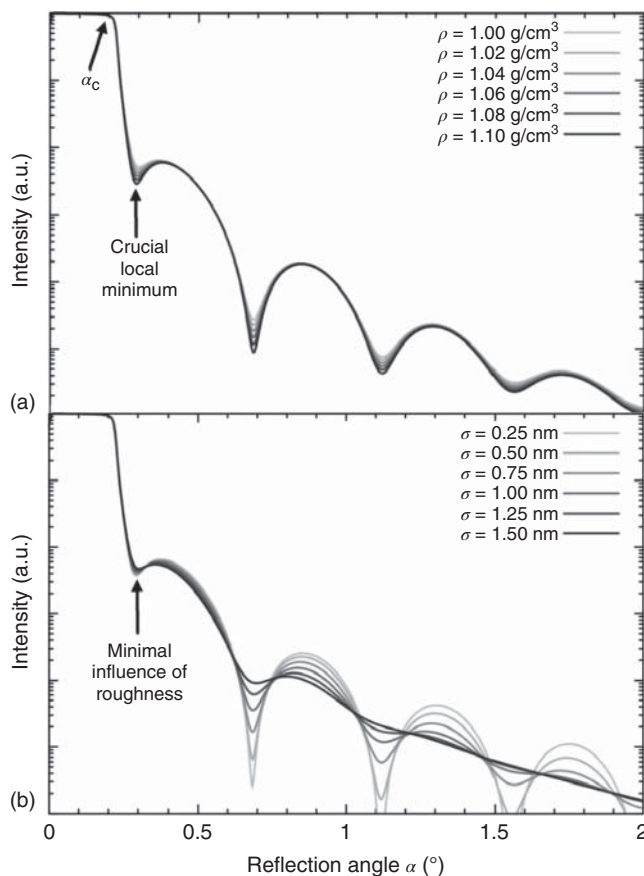 Intensity (a.u.)
α_c
ρ = 1.00 g/cm³
ρ = 1.02 g/cm³
ρ = 1.04 g/cm³
ρ = 1.06 g/cm³
ρ = 1.08 g/cm³
ρ = 1.10 g/cm³
Crucial
local
minimum
(a)
Intensity (a.u.)
σ = 0.25 nm
σ = 0.50 nm
σ = 0.75 nm
σ = 1.00 nm
σ = 1.25 nm
σ = 1.50 nm
Minimal
influence of
roughness
(b)
0 0.5 1 1.5 2
Reflection angle α (°)